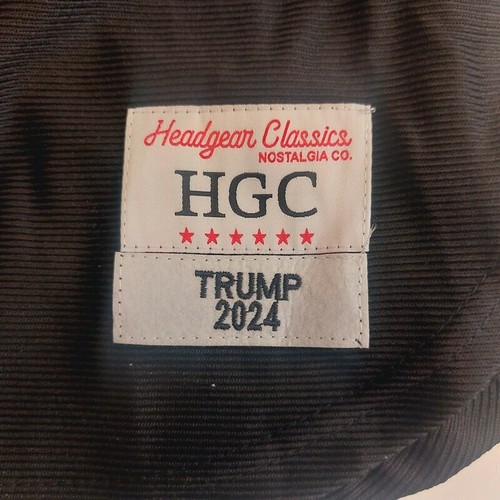 Headgear Classics
NOSTALGIA CO.
HGC
TRUMP
2024